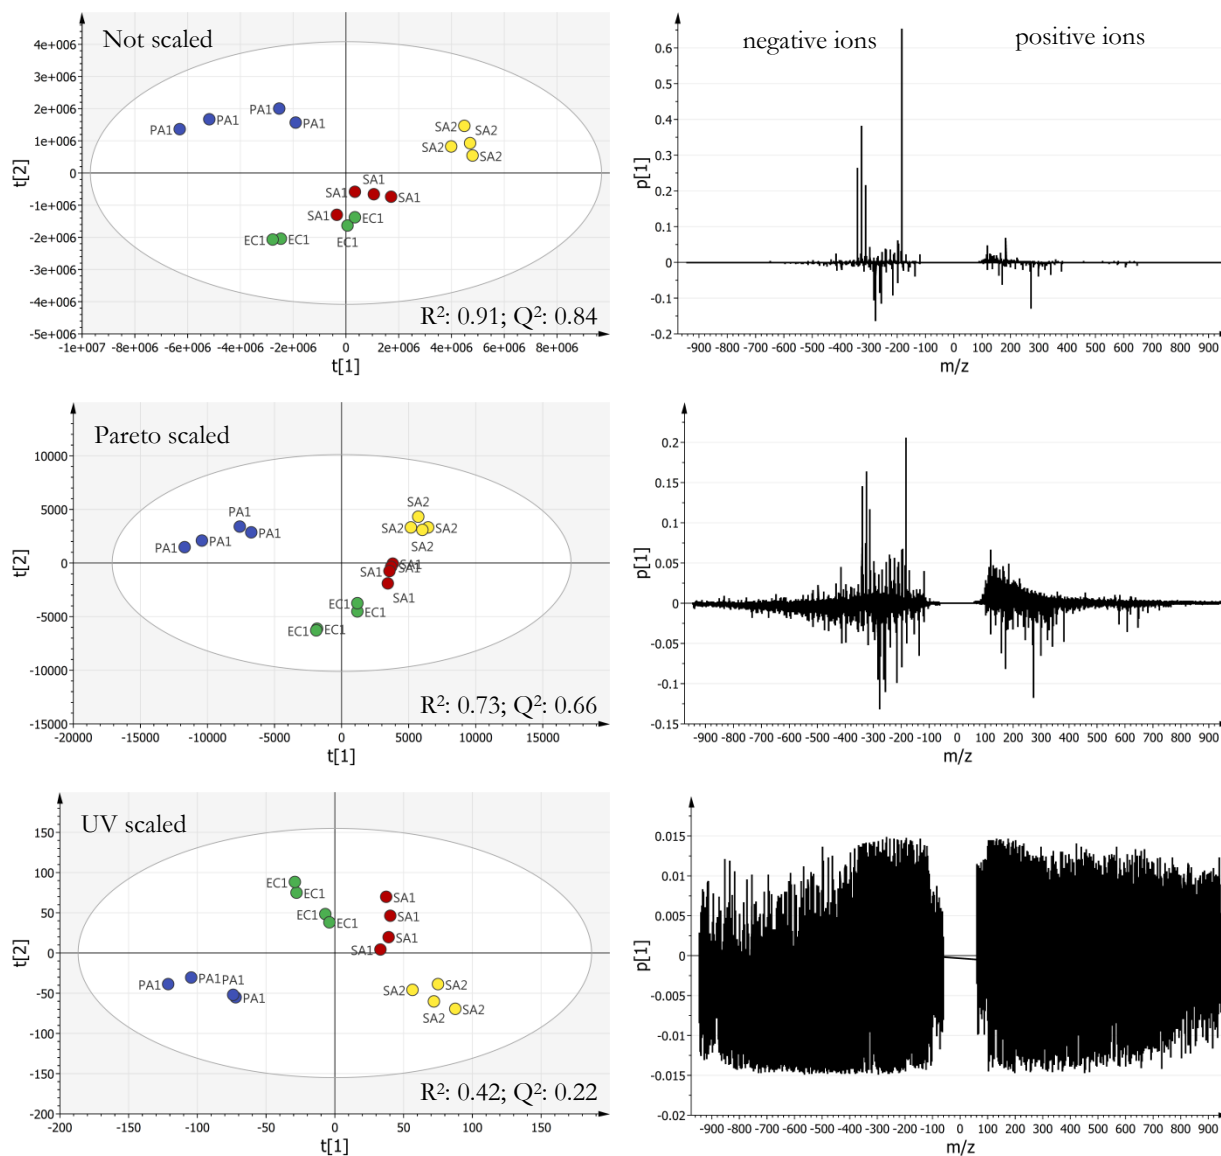 Not scaled
4e+006
3e+006
2e+006
1e+006
0
-1e+006
-2e+006
-3e+006
-4e+006
-5e+006
t[2]
PA1
PA1
PA1
PA1
SA2
SA2
SA2
SA2
SA1
SA1
SA1
SA1
EC1
EC1
EC1
EC1
R²: 0.91; Q²: 0.84
-1e+007 -8e+006 -6e+006 -4e+006 -2e+006 0 2e+006 4e+006 6e+006 8e+006
t[1]
negative ions
positive ions
0.6
0.5
0.4
0.3
0.2
0.1
0
-0.1
-0.2
p[1]
-900 -800 -700 -600 -500 -400 -300 -200 -100 0 100 200 300 400 500 600 700 800 900
m/z
Pareto scaled
10000
5000
0
-5000
-10000
-15000
t[2]
PA1
PA1
PA1
PA1
SA2
SA2
SA2
SA2
SA1
SA1
SA1
SA1
EC1
EC1
EC1
EC1
R²: 0.73; Q²: 0.66
-20000 -15000 -10000 -5000 0 5000 10000 15000
t[1]
0.2
0.15
0.1
0.05
0
-0.05
-0.1
-0.15
p[1]
-900 -800 -700 -600 -500 -400 -300 -200 -100 0 100 200 300 400 500 600 700 800 900
m/z
UV scaled
150
100
50
0
-50
-100
-150
-200
t[2]
EC1
EC1
EC1
EC1
SA1
SA1
SA1
SA1
PA1
PA1
PA1
PA1
SA2
SA2
SA2
SA2
R²: 0.42; Q²: 0.22
-200 -150 -100 -50 0 50 100 150
t[1]
0.015
0.01
0.005
0
-0.005
-0.01
-0.015
-0.02
p[1]
-900 -800 -700 -600 -500 -400 -300 -200 -100 0 100 200 300 400 500 600 700 800 900
m/z